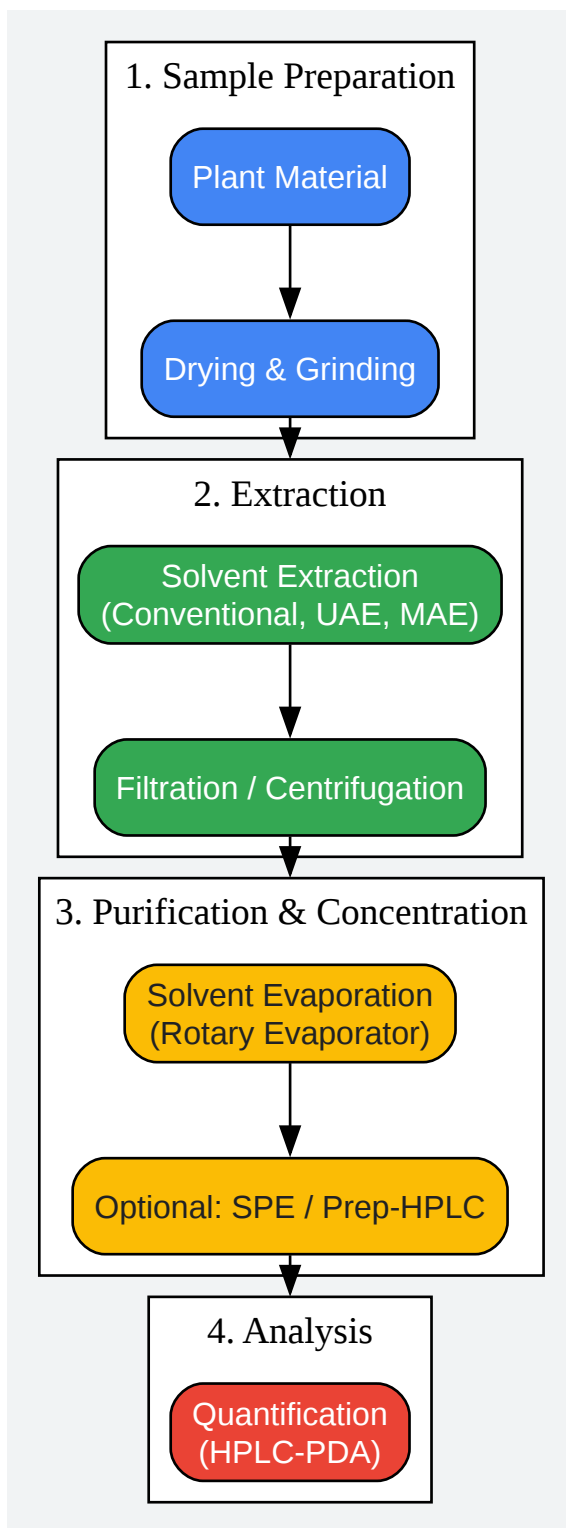 1. Sample Preparation
Plant Material
Drying & Grinding
2. Extraction
Solvent Extraction
(Conventional, UAE, MAE)
Filtration / Centrifugation
3. Purification & Concentration
Solvent Evaporation
(Rotary Evaporator)
Optional: SPE / Prep-HPLC
4. Analysis
Quantification
(HPLC-PDA)